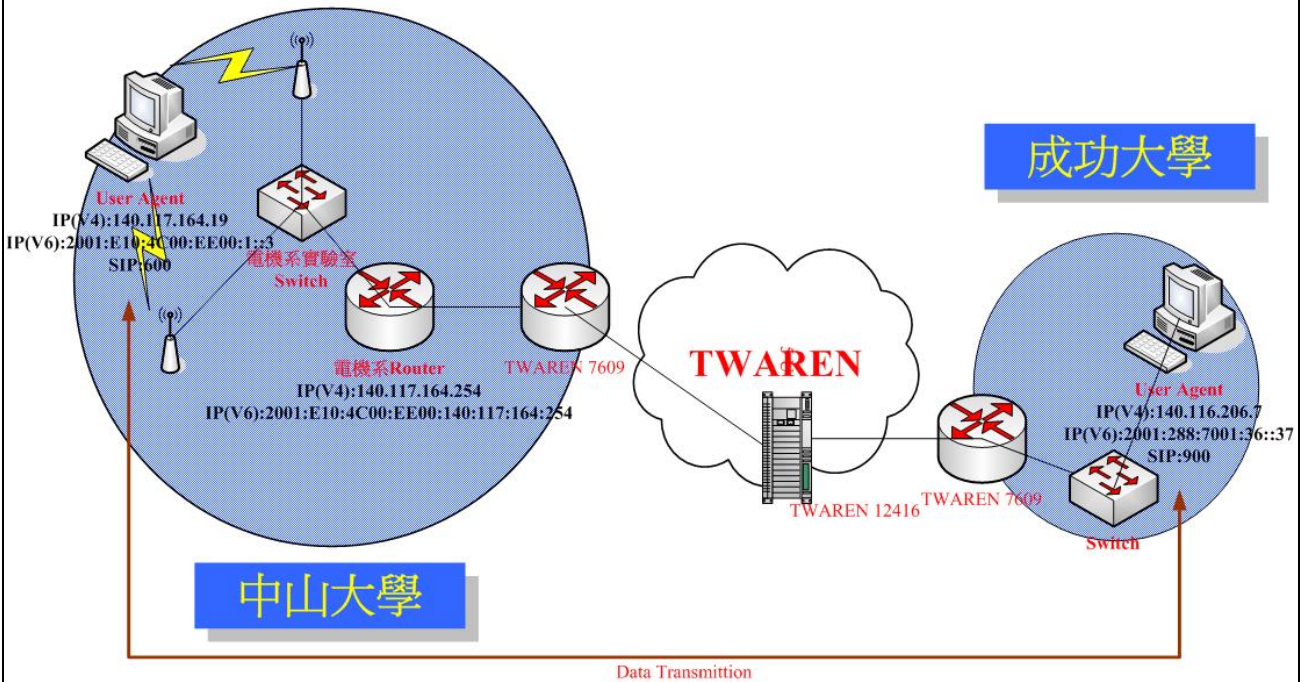 成功大學
User Agent
IP(V4):140.117.164.19
IP(V6):2001:E10:4C00:EE00:1::3
SIP:600
電機系實驗室
Switch
電機系Router
IP(V4):140.117.164.254
IP(V6):2001:E10:4C00:EE00:140:117:164:254
TWAREN 7609
TWAREN
TWAREN 12416
TWAREN 7609
User Agent
IP(V4):140.116.206.7
IP(V6):2001:288:7001:36::37
SIP:900
Switch
中山大學
Data Transmittion